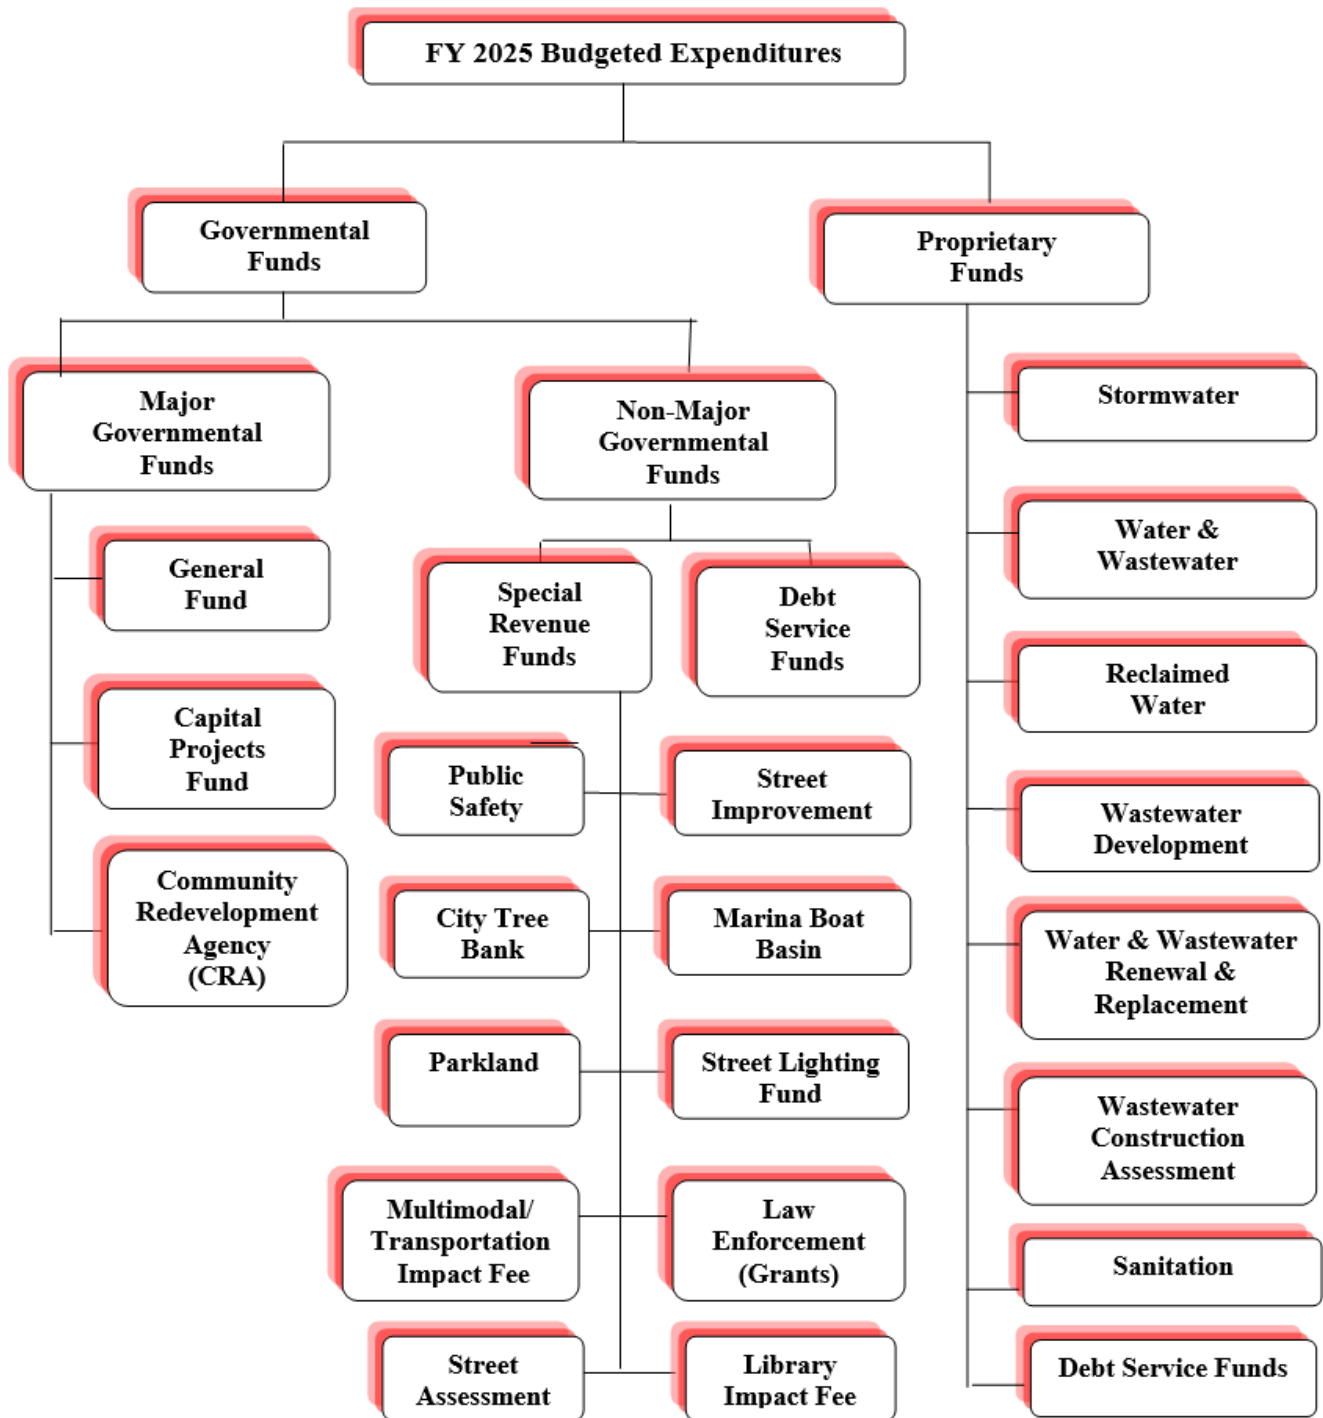 FY 2025 Budgeted Expenditures
Governmental
Funds
Proprietary
Funds
Major
Governmental
Funds
Non-Major
Governmental
Funds
General
Fund
Capital
Projects
Fund
Community
Redevelopment
Agency
(CRA)
Special
Revenue
Funds
Debt
Service
Funds
Public
Safety
Street
Improvement
City Tree
Bank
Marina Boat
Basin
Parkland
Street Lighting
Fund
Multimodal/
Transportation
Impact Fee
Law
Enforcement
(Grants)
Street
Assessment
Library
Impact Fee
Stormwater
Water &
Wastewater
Reclaimed
Water
Wastewater
Development
Water & Wastewater
Renewal &
Replacement
Wastewater
Construction
Assessment
Sanitation
Debt Service Funds